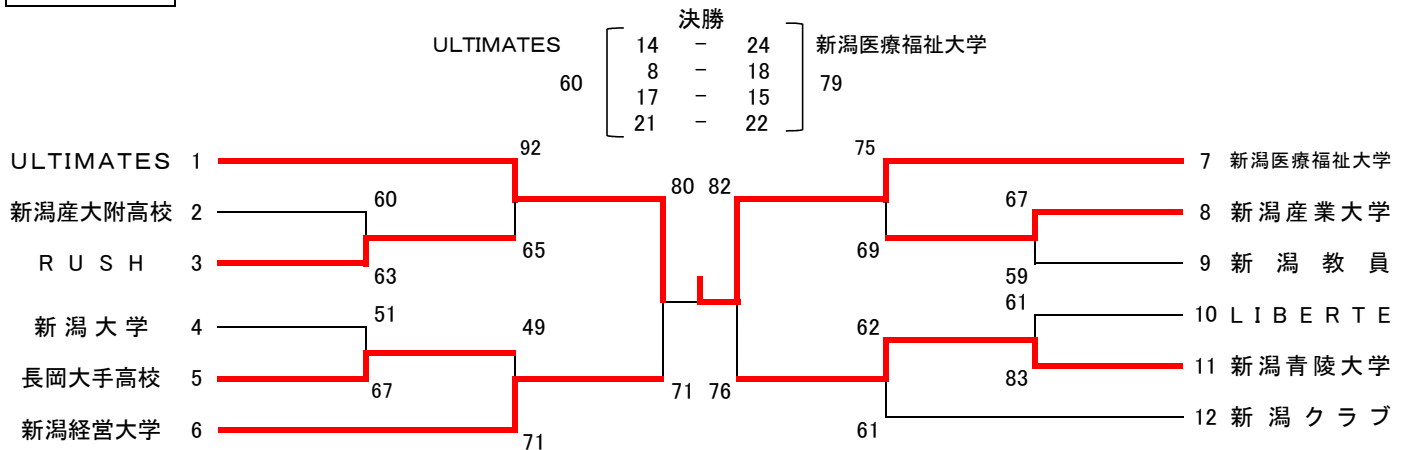 決勝
ULTIMATES 14 － 24 新潟医療福祉大学
8 － 18
60 79
17 － 15
21 － 22
92 75
ULTIMATES 1 7 新潟医療福祉大学
80 82
60 67
新潟産大附高校 2 8 新潟産業大学
65 69
RUSH 3 9 新潟教員
63 59
51 61
新潟大学 4 49 62 10 LIBERTE
長岡大手高校 5 11 新潟青陵大学
67 71 76 83
新潟経営大学 6 12 新潟クラブ
71 61